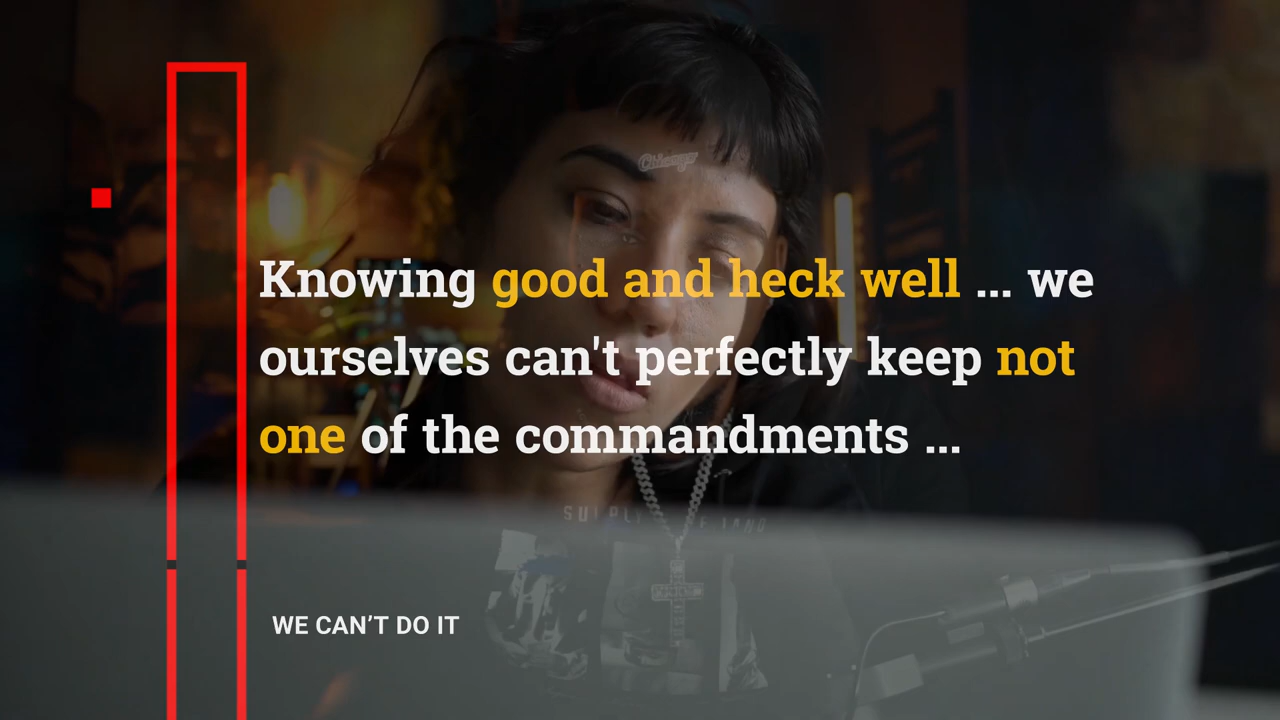 Chicago
Knowing good and heck well ... we
ourselves can't perfectly keep not
one of the commandments ...
WE CAN’T DO IT